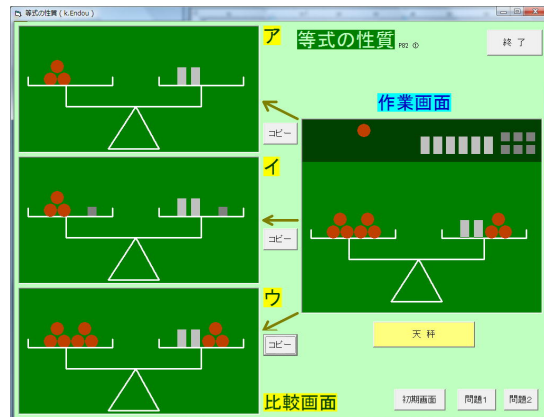 等式の性質 ( k.Endou )
ア
等式の性質 P82 ①
終 了
作業画面
コピー
イ
コピー
ウ
コピー
天 秤
比較画面
初期画面
問題1
問題2